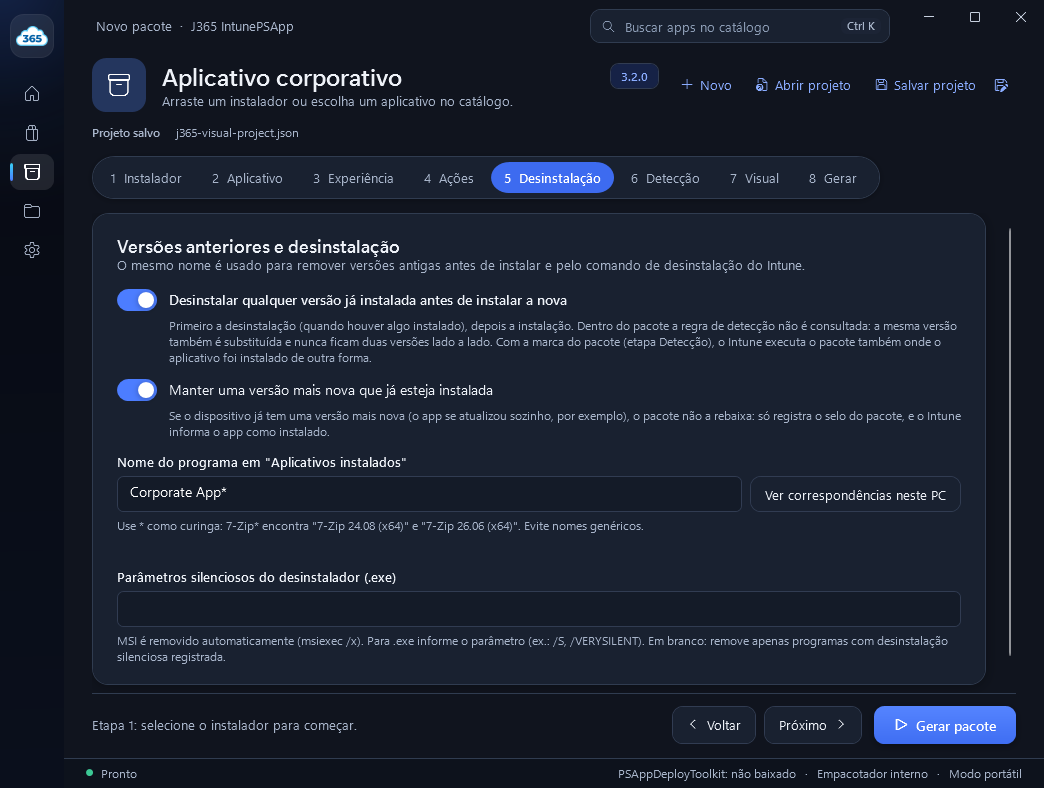 365
Novo pacote · J365 IntunePSApp
Buscar apps no catálogo Ctrl K
Aplicativo corporativo
Arraste um instalador ou escolha um aplicativo no catálogo.
3.2.0
Novo
Abrir projeto
Salvar projeto
Projeto salvo j365-visual-project.json
1 Instalador 2 Aplicativo 3 Experiência 4 Ações 5 Desinstalação 6 Detecção 7 Visual 8 Gerar
Versões anteriores e desinstalação
O mesmo nome é usado para remover versões antigas antes de instalar e pelo comando de desinstalação do Intune.
Desinstalar qualquer versão já instalada antes de instalar a nova
Primeiro a desinstalação (quando houver algo instalado), depois a instalação. Dentro do pacote a regra de detecção não é consultada: a mesma versão
também é substituída e nunca ficam duas versões lado a lado. Com a marca do pacote (etapa Detecção), o Intune executa o pacote também onde o
aplicativo foi instalado de outra forma.
Manter uma versão mais nova que já esteja instalada
Se o dispositivo já tem uma versão mais nova (o app se atualizou sozinho, por exemplo), o pacote não a rebaixa: só registra o selo do pacote, e o Intune
informa o app como instalado.
Nome do programa em "Aplicativos instalados"
Corporate App*
Ver correspondências neste PC
Use * como curinga: 7-Zip* encontra "7-Zip 24.08 (x64)" e "7-Zip 26.06 (x64)". Evite nomes genéricos.
Parâmetros silenciosos do desinstalador (.exe)
MSI é removido automaticamente (msiexec /x). Para .exe informe o parâmetro (ex.: /S, /VERYSILENT). Em branco: remove apenas programas com desinstalação
silenciosa registrada.
Etapa 1: selecione o instalador para começar.
Voltar
Próximo
Gerar pacote
Pronto
PSAppDeployToolkit: não baixado · Empacotador interno · Modo portátil